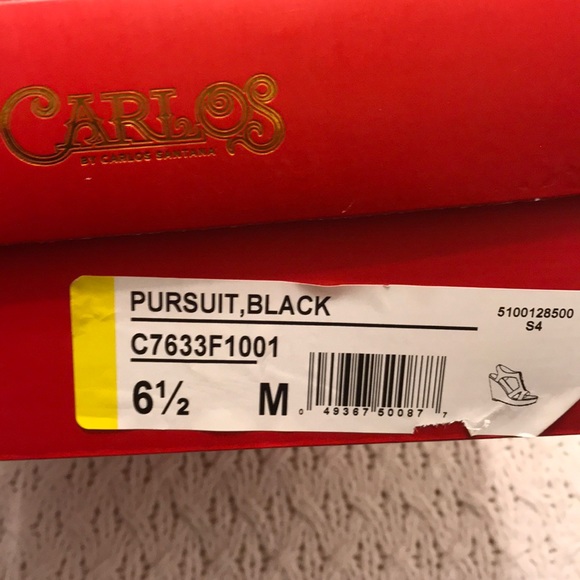 CARLOS
BY CARLOS SANTANA
PURSUIT,BLACK
5100128500
S4
C7633F1001
6½ M
0 49367 50087 7